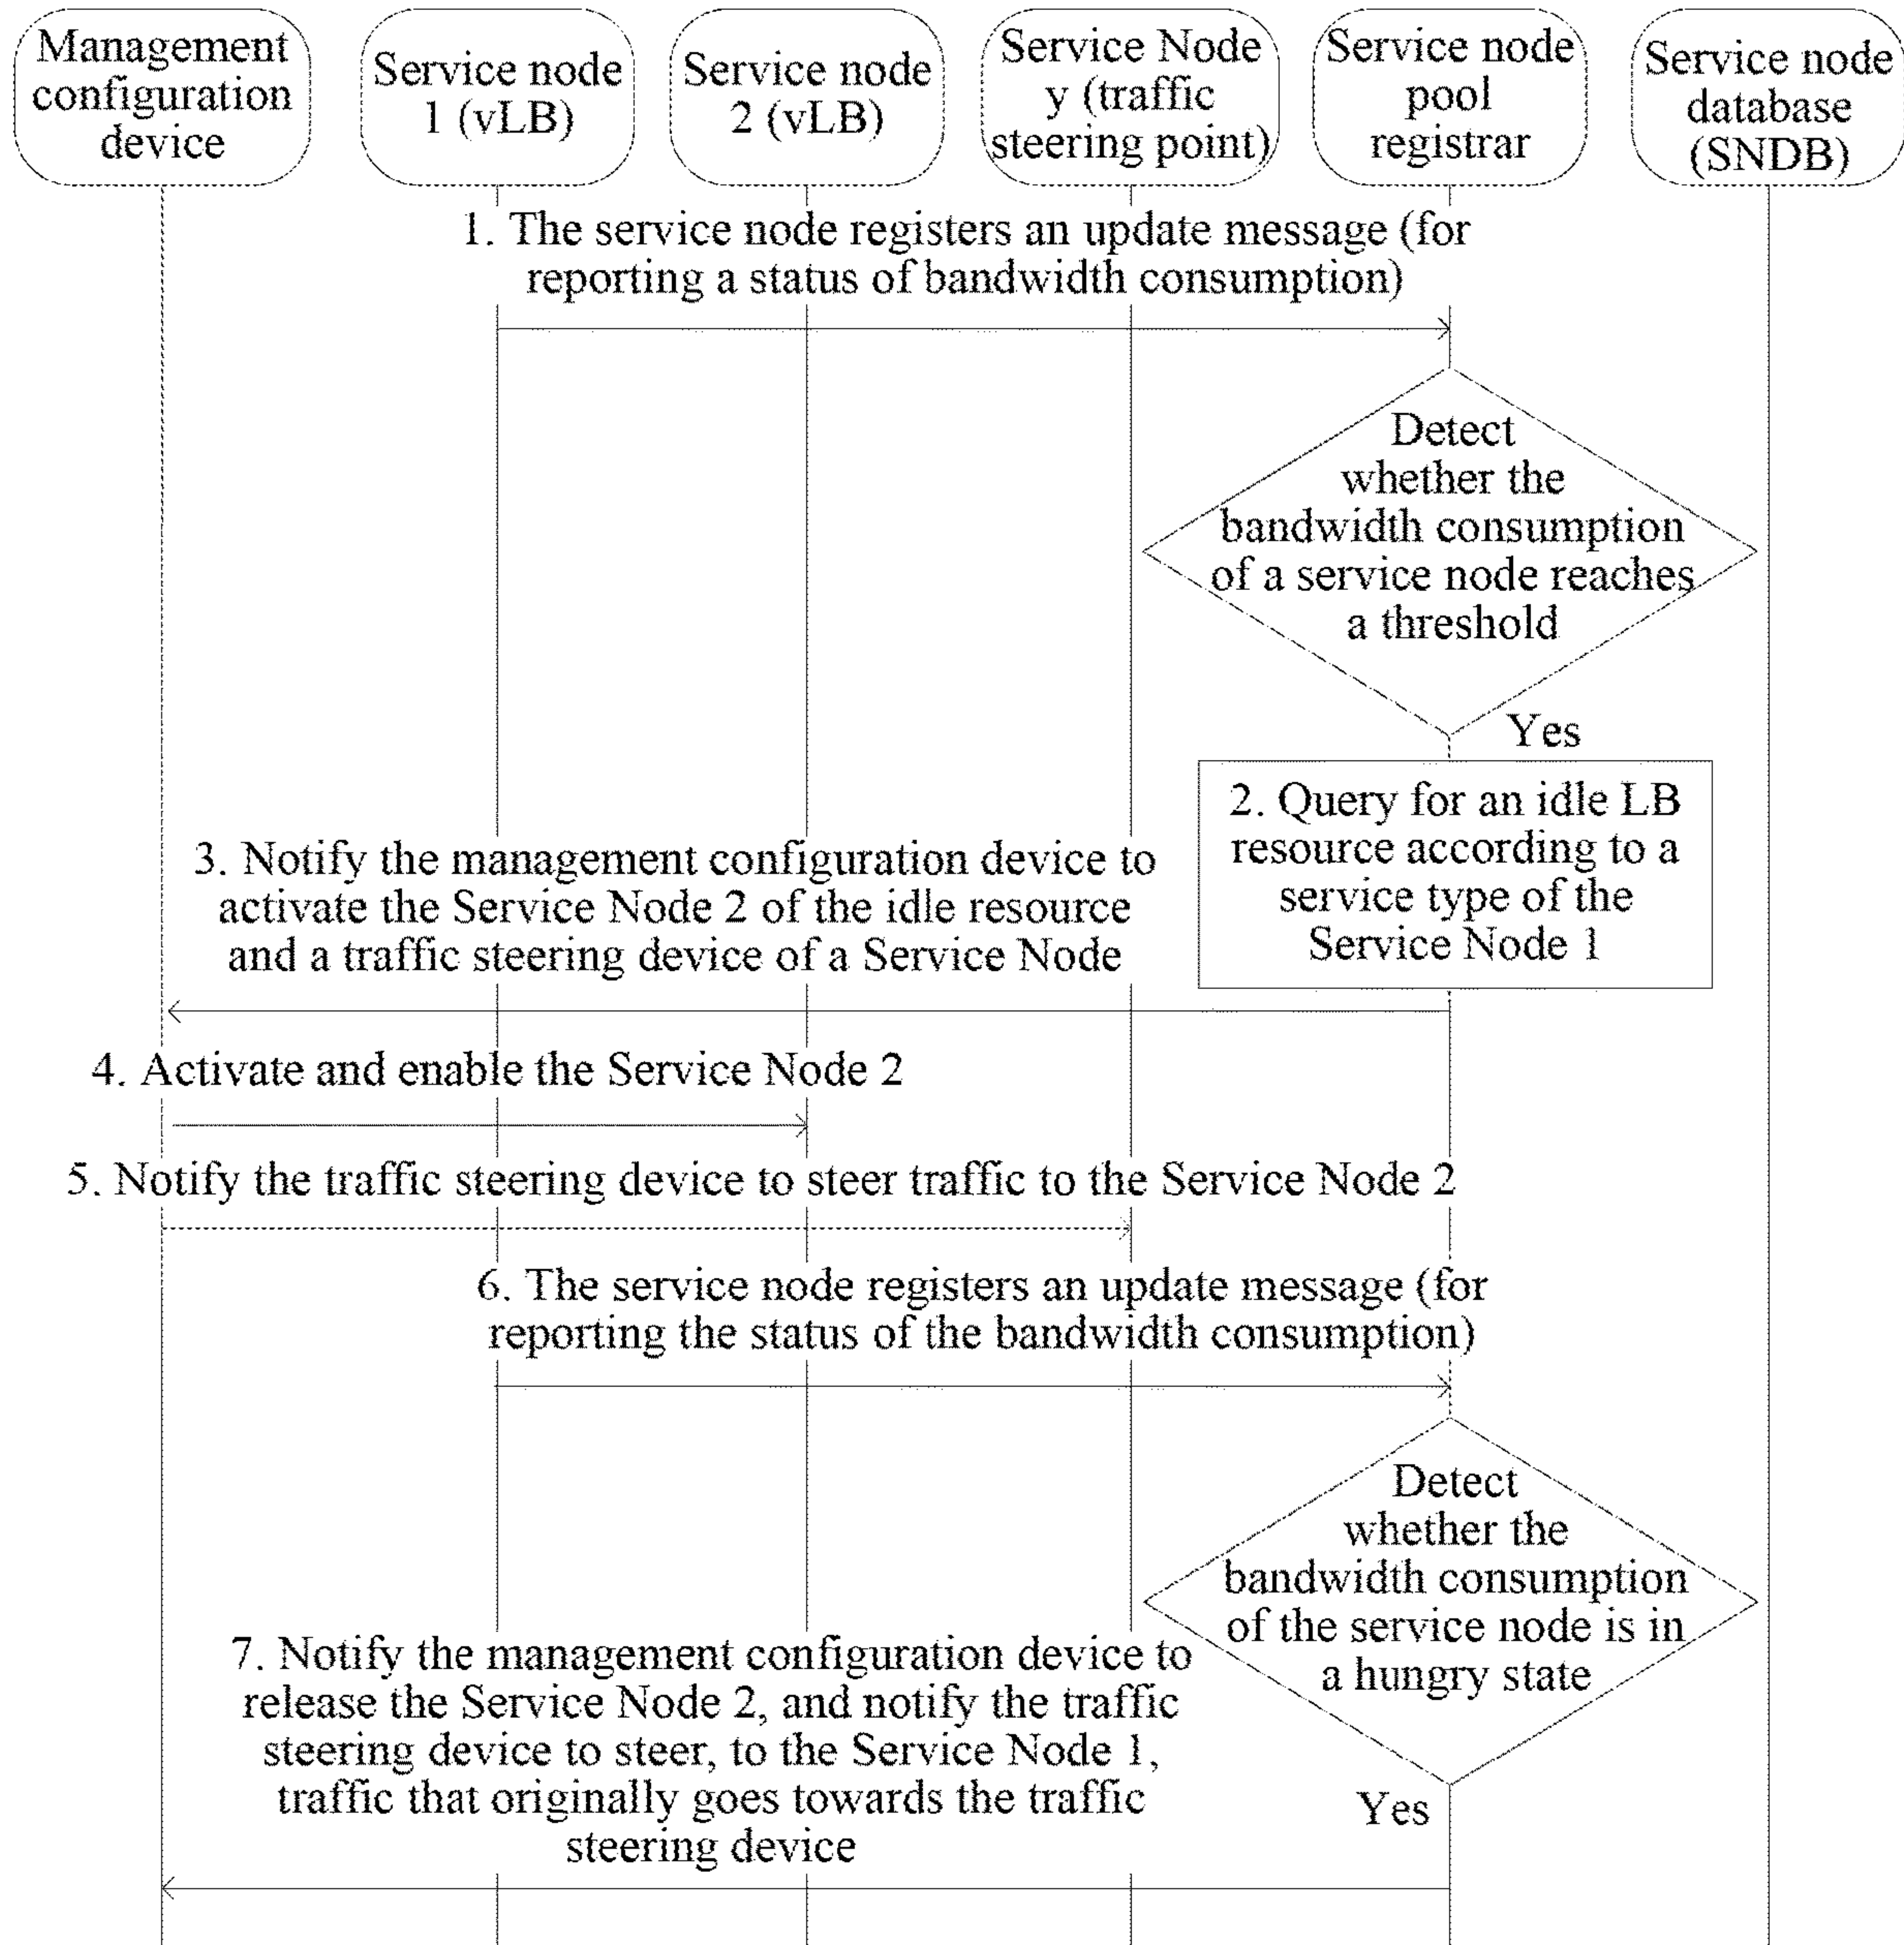 Management
configuration
device
Service node
1 (vLB)
Service node
2 (vLB)
Service Node
y (traffic
steering point)
Service node
pool
registrar
Service node
database
(SNDB)
1. The service node registers an update message (for
reporting a status of bandwidth consumption)
Detect
whether the
bandwidth consumption
of a service node reaches
a threshold
Yes
2. Query for an idle LB
resource according to a
service type of the
Service Node 1
3. Notify the management configuration device to
activate the Service Node 2 of the idle resource
and a traffic steering device of a Service Node
4. Activate and enable the Service Node 2
5. Notify the traffic steering device to steer traffic to the Service Node 2
6. The service node registers an update message (for
reporting the status of the bandwidth consumption)
Detect
whether the
bandwidth consumption
of the service node is in
a hungry state
Yes
7. Notify the management configuration device to
release the Service Node 2, and notify the traffic
steering device to steer, to the Service Node 1,
traffic that originally goes towards the traffic
steering device